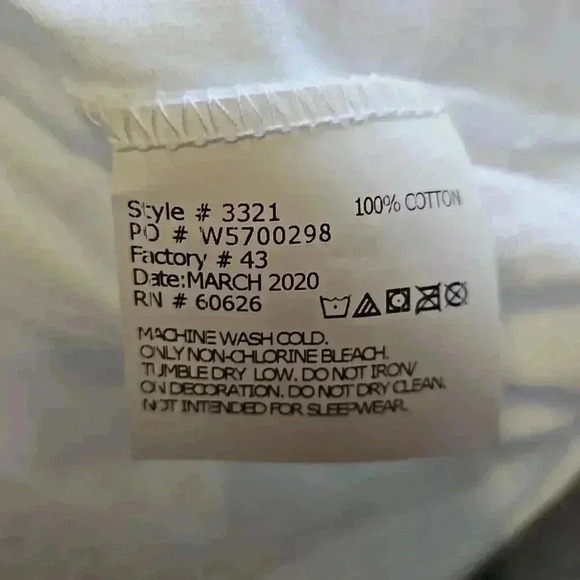 Style # 3321
100% COTTON
PO # W5700298
Factory # 43
Date:MARCH 2020
RN # 60626
MACHINE WASH COLD.
ONLY NON-CHLORINE BLEACH.
TUMBLE DRY LOW. DO NOT IRON/
ON DECORATION. DO NOT DRY CLEAN.
NOT INTENDED FOR SLEEPWEAR.